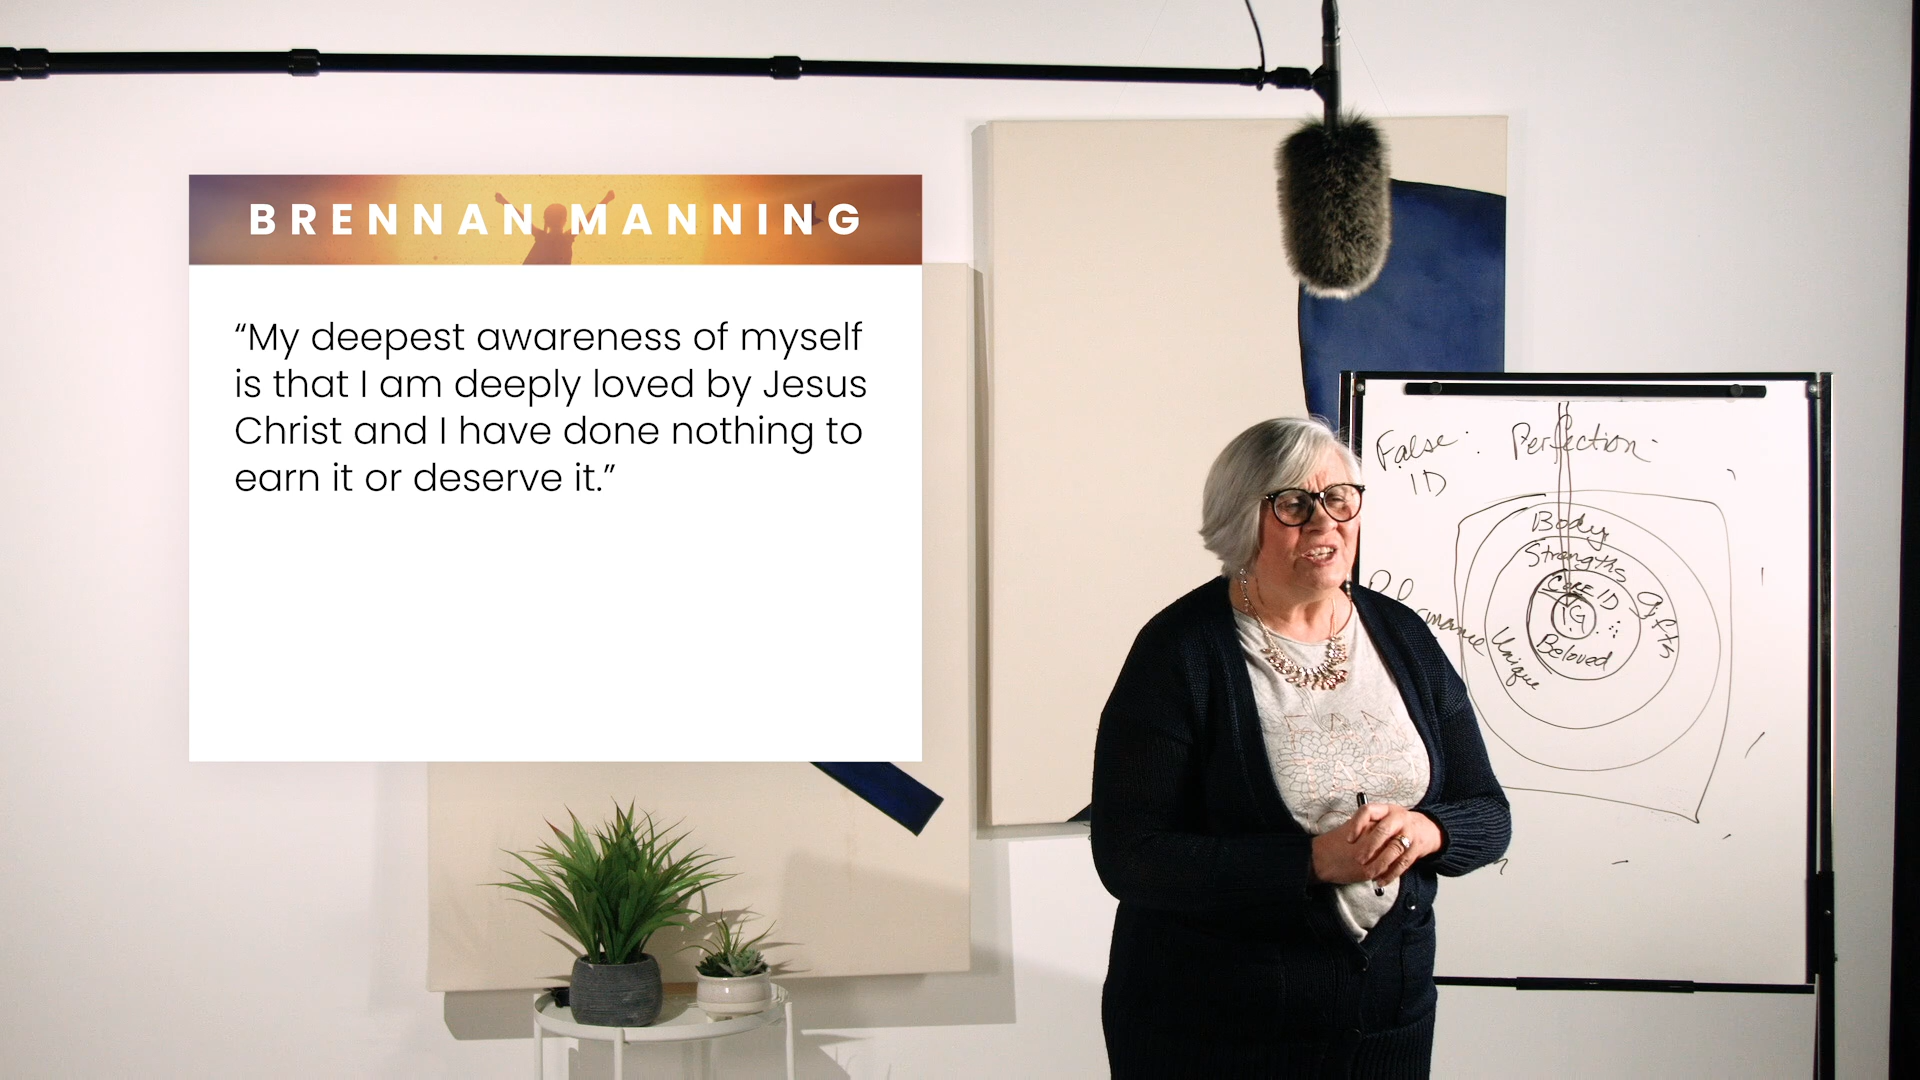 BRENNAN MANNING
“My deepest awareness of myself
is that I am deeply loved by Jesus
Christ and I have done nothing to
earn it or deserve it.”
False : Perfection
ID
Body
Strengths
Gifts
CORE ID
Beloved
Unique